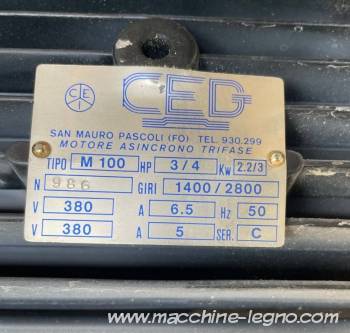 CEI
CEG
SAN MAURO PASCOLI (FO) TEL. 930.299
MOTORE ASINCRONO TRIFASE
TIPO M 100 HP 3/4 KW 2.2/3
N 986 GIRI 1400/2800
V 380 A 6.5 Hz 50
V 380 A 5 SER. C
www.macchine-legno.com